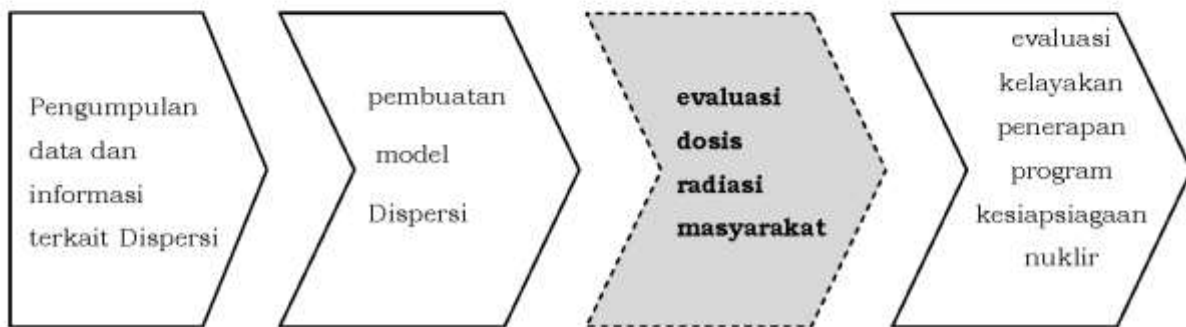 Pengumpulan
data dan
informasi
terkait Dispersi
pembuatan
model
Dispersi
evaluasi
dosis
radiasi
masyarakat
evaluasi
kelayakan
penerapan
program
kesiapsiagaan
nuklir